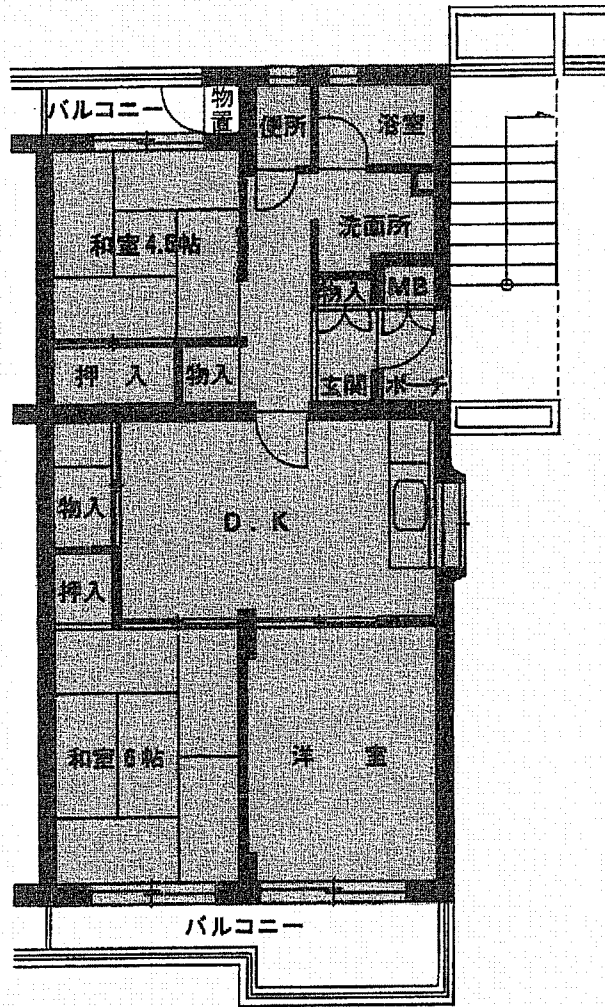 バルコニー
物置
便所
浴室
和室4.5帖
洗面所
物入
MB
押入
物入
玄関
ポーチ
物入
D.K
押入
和室6帖
洋室
バルコニー